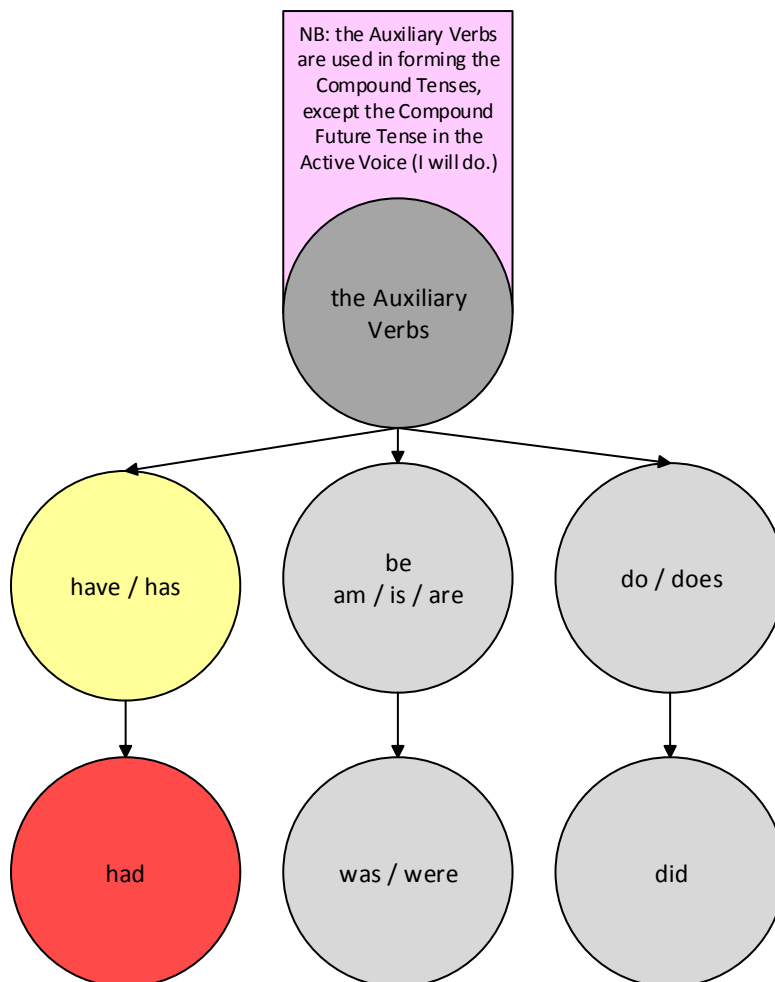 NB: the Auxiliary Verbs
are used in forming the
Compound Tenses,
except the Compound
Future Tense in the
Active Voice (I will do.)
the Auxiliary
Verbs
have / has
be
am / is / are
do / does
had
was / were
did